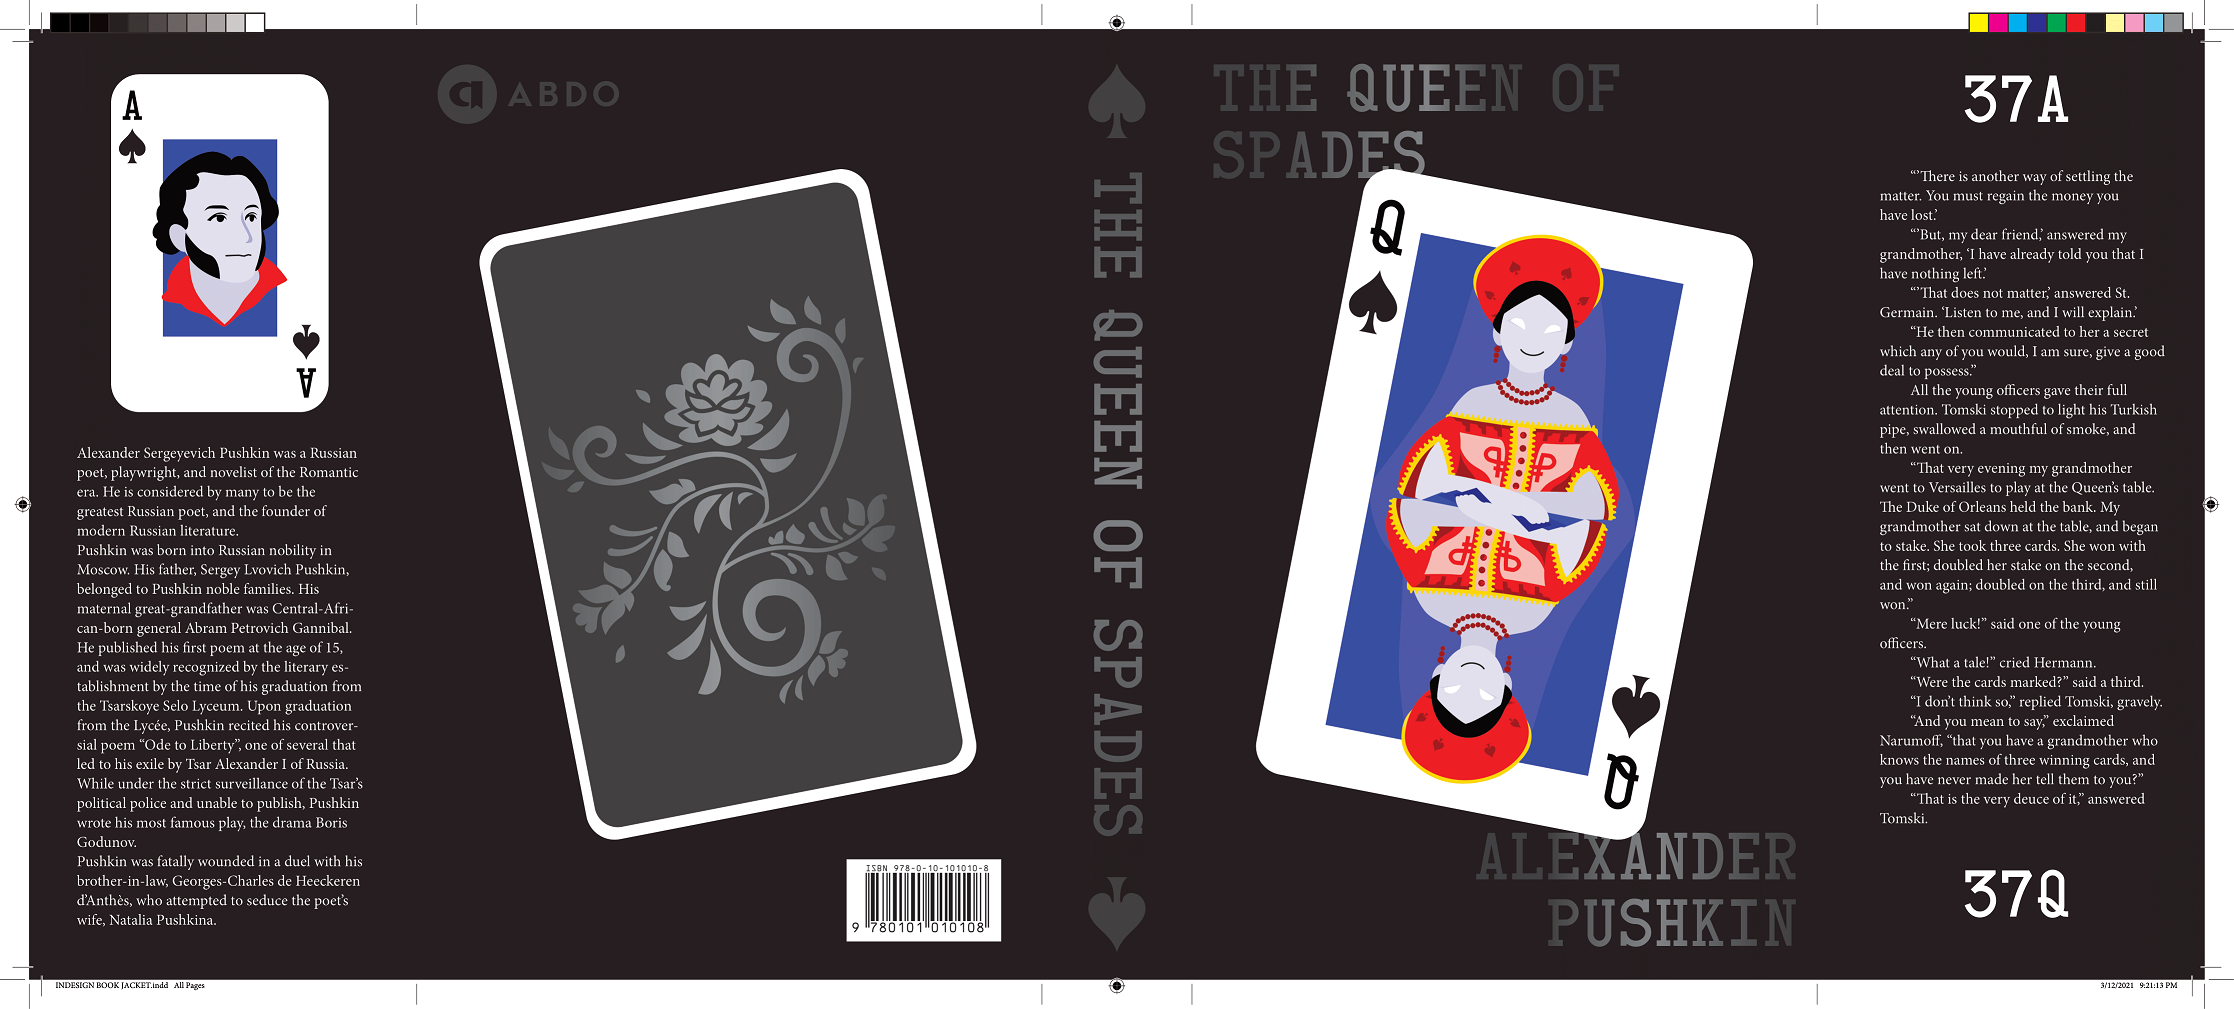 A
A
Alexander Sergeyevich Pushkin was a Russian
poet, playwright, and novelist of the Romantic
era. He is considered by many to be the
greatest Russian poet, and the founder of
modern Russian literature.
Pushkin was born into Russian nobility in
Moscow. His father, Sergey Lvovich Pushkin,
belonged to Pushkin noble families. His
maternal great-grandfather was Central-Afri-
can-born general Abram Petrovich Gannibal.
He published his first poem at the age of 15,
and was widely recognized by the literary es-
tablishment by the time of his graduation from
the Tsarskoye Selo Lyceum. Upon graduation
from the Lycée, Pushkin recited his controver-
sial poem “Ode to Liberty”, one of several that
led to his exile by Tsar Alexander I of Russia.
While under the strict surveillance of the Tsar’s
political police and unable to publish, Pushkin
wrote his most famous play, the drama Boris
Godunov.
Pushkin was fatally wounded in a duel with his
brother-in-law, Georges-Charles de Heeckeren
d’Anthès, who attempted to seduce the poet’s
wife, Natalia Pushkina.
ABDO
ISBN 978-0-10-101010-8
9 780101 010108
THE QUEEN OF SPADES
THE QUEEN OF
SPADES
Q
Q
ALEXANDER
PUSHKIN
37A
“‘There is another way of settling the
matter. You must regain the money you
have lost.’
“‘But, my dear friend,’ answered my
grandmother, ‘I have already told you that I
have nothing left.’
“‘That does not matter,’ answered St.
Germain. ‘Listen to me, and I will explain.’
“He then communicated to her a secret
which any of you would, I am sure, give a good
deal to possess.”
All the young officers gave their full
attention. Tomski stopped to light his Turkish
pipe, swallowed a mouthful of smoke, and
then went on.
“That very evening my grandmother
went to Versailles to play at the Queen’s table.
The Duke of Orleans held the bank. My
grandmother sat down at the table, and began
to stake. She took three cards. She won with
the first; doubled her stake on the second,
and won again; doubled on the third, and still
won.”
“Mere luck!” said one of the young
officers.
“What a tale!” cried Hermann.
“Were the cards marked?” said a third.
“I don’t think so,” replied Tomski, gravely.
“And you mean to say,” exclaimed
Narumoff, “that you have a grandmother who
knows the names of three winning cards, and
you have never made her tell them to you?”
“That is the very deuce of it,” answered
Tomski.
37Q
INDESIGN BOOK JACKET.indd   All Pages
3/12/2021   9:21:13 PM